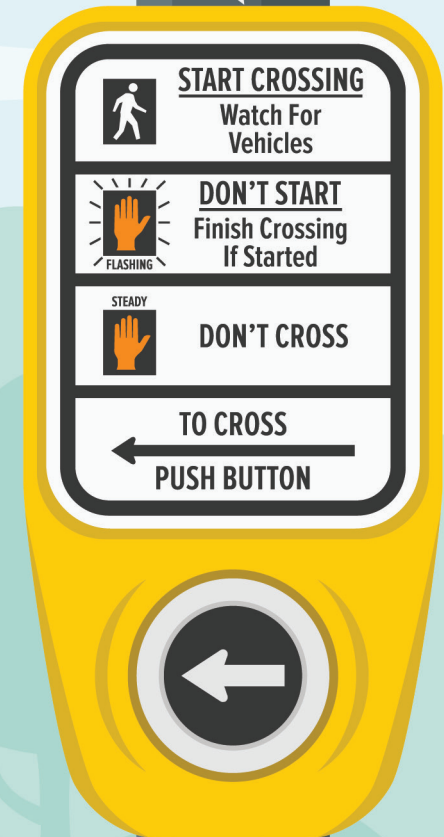 START CROSSING
Watch For
Vehicles
DON'T START
Finish Crossing
If Started
FLASHING
STEADY
DON'T CROSS
TO CROSS
PUSH BUTTON